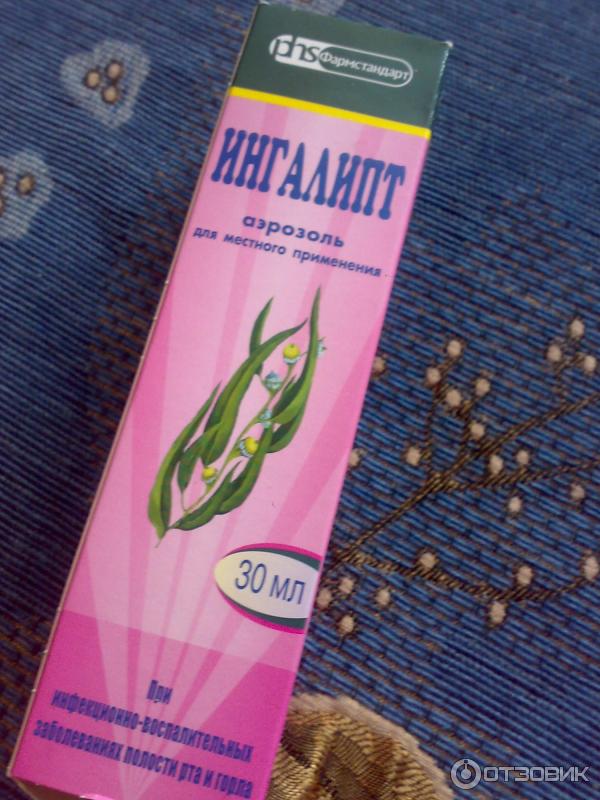 phs Фармстандарт
ИНГАЛИПТ
аэрозоль
для местного применения
30 мл
При
инфекционно-воспалительных
заболеваниях полости рта и горла
ОТЗОВИК